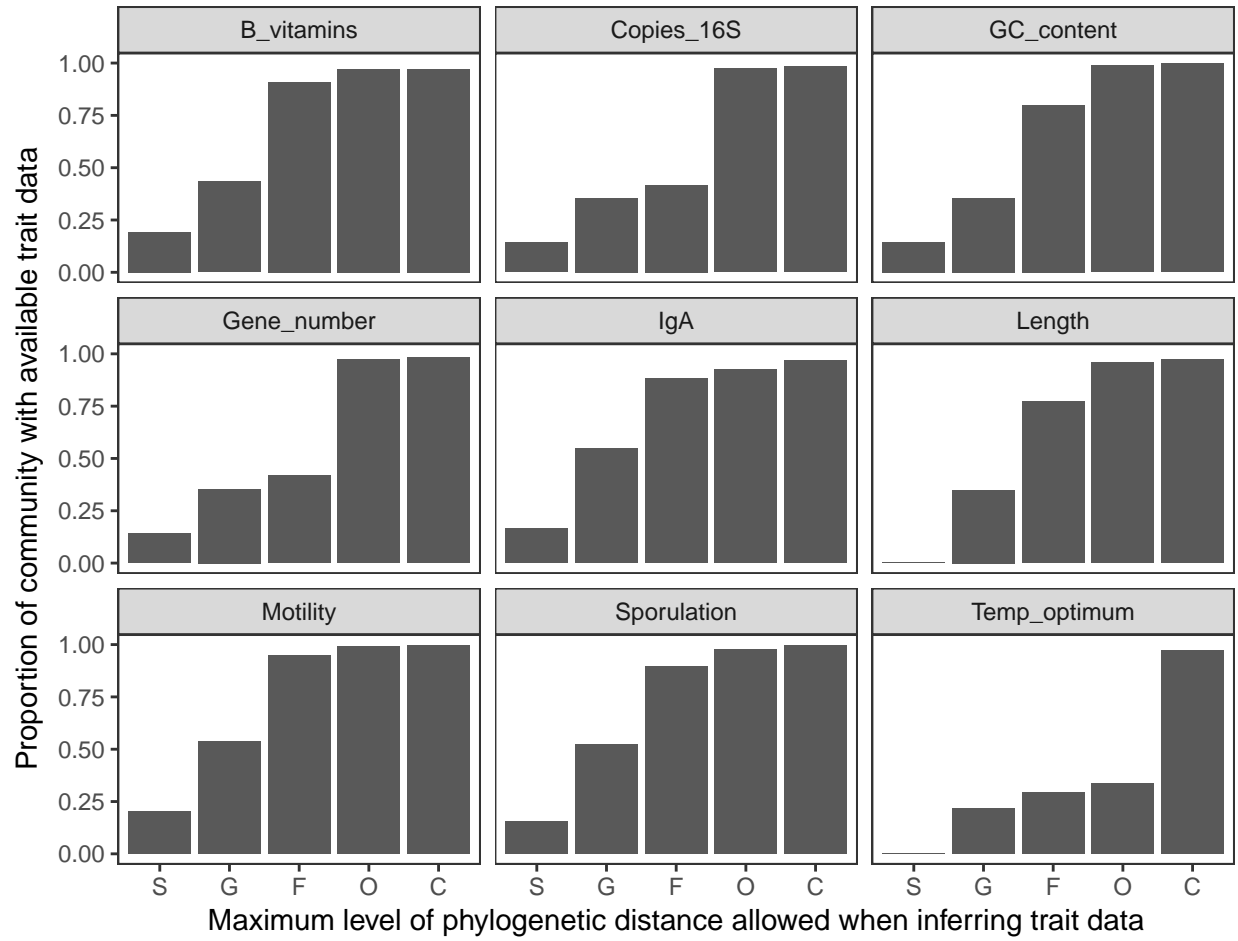 B_vitamins
Copies_16S
GC_content
1.00
0.75
0.50
0.25
0.00
Gene_number
IgA
Length
1.00
0.75
0.50
0.25
0.00
Motility
Sporulation
Temp_optimum
1.00
0.75
0.50
0.25
0.00
S G F O C
S G F O C
S G F O C
Proportion of community with available trait data
Maximum level of phylogenetic distance allowed when inferring trait data